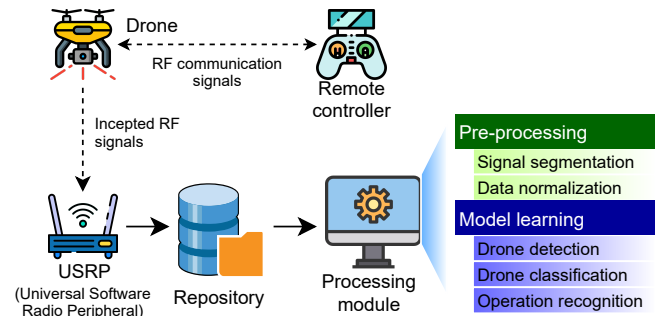 Drone
RF communication
signals
Remote
controller
Incepted RF
signals
USRP
(Universal Software
Radio Peripheral)
Repository
Processing
module
Pre-processing
Signal segmentation
Data normalization
Model learning
Drone detection
Drone classification
Operation recognition